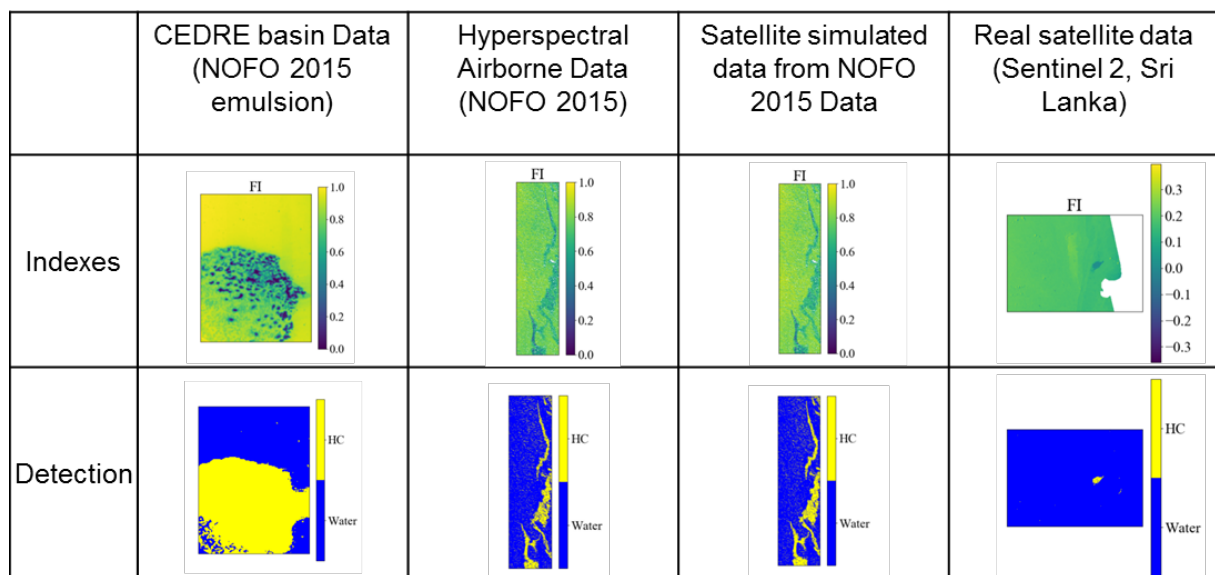 CEDRE basin Data
(NOFO 2015
emulsion)
Hyperspectral
Airborne Data
(NOFO 2015)
Satellite simulated
data from NOFO
2015 Data
Real satellite data
(Sentinel 2, Sri
Lanka)
Indexes
FI
1.0
0.8
0.6
0.4
0.2
0.0
FI
1.0
0.8
0.6
0.4
0.2
0.0
FI
1.0
0.8
0.6
0.4
0.2
0.0
FI
0.3
0.2
0.1
0.0
−0.1
−0.2
−0.3
Detection
HC
Water
HC
Water
HC
Water
HC
Water